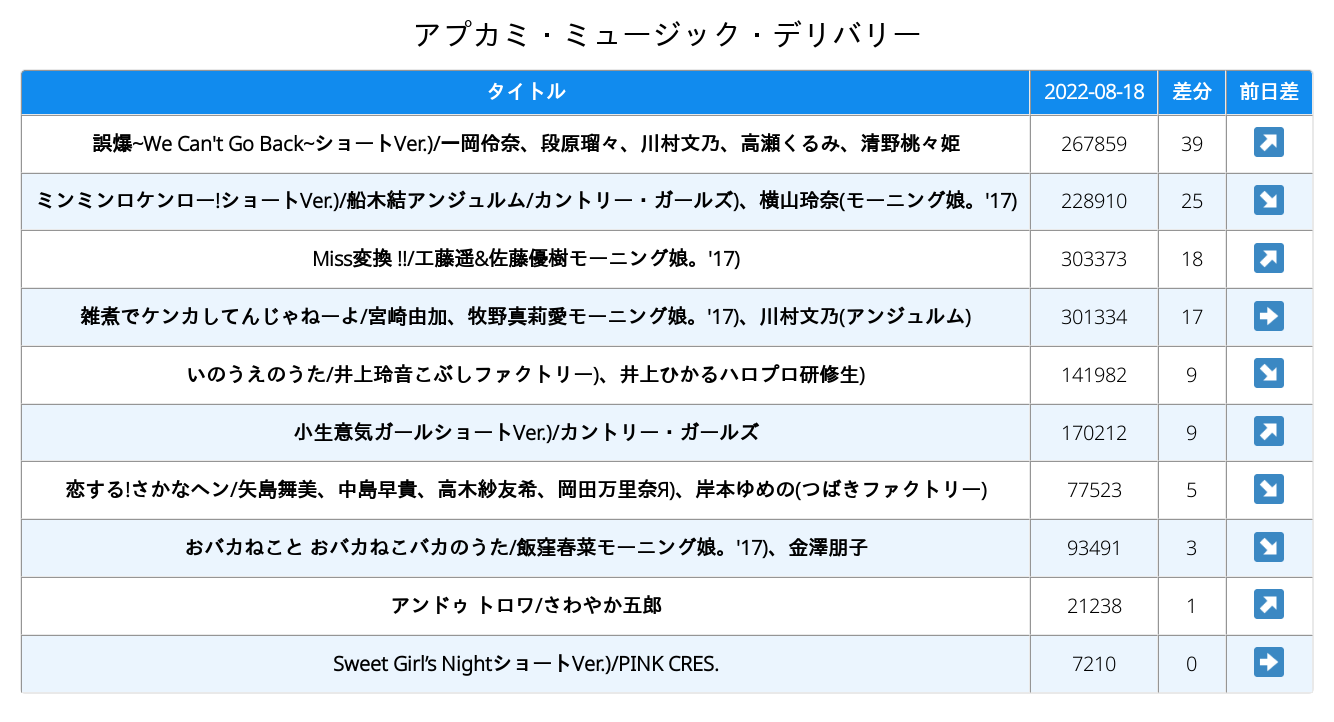 アプカミ・ミュージック・デリバリー
タイトル 2022-08-18 差分 前日差
誤爆~We Can't Go Back~ショートVer.)/一岡伶奈、段原瑠々、川村文乃、高瀬くるみ、清野桃々姫 267859 39
ミンミンロケンロー!ショートVer.)/船木結アンジュルム/カントリー・ガールズ)、横山玲奈(モーニング娘。'17) 228910 25
Miss変換 !!/工藤遥&佐藤優樹モーニング娘。'17) 303373 18
雑煮でケンカしてんじゃねーよ/宮崎由加、牧野真莉愛モーニング娘。'17)、川村文乃(アンジュルム) 301334 17
いのうえのうた/井上玲音こぶしファクトリー)、井上ひかるハロプロ研修生) 141982 9
小生意気ガールショートVer.)/カントリー・ガールズ 170212 9
恋する!さかなヘン/矢島舞美、中島早貴、高木紗友希、岡田万里奈Я)、岸本ゆめの(つばきファクトリー) 77523 5
おバカねこと おバカねこバカのうた/飯窪春菜モーニング娘。'17)、金澤朋子 93491 3
アンドゥ トロワ/さわやか五郎 21238 1
Sweet Girl’s NightショートVer.)/PINK CRES. 7210 0